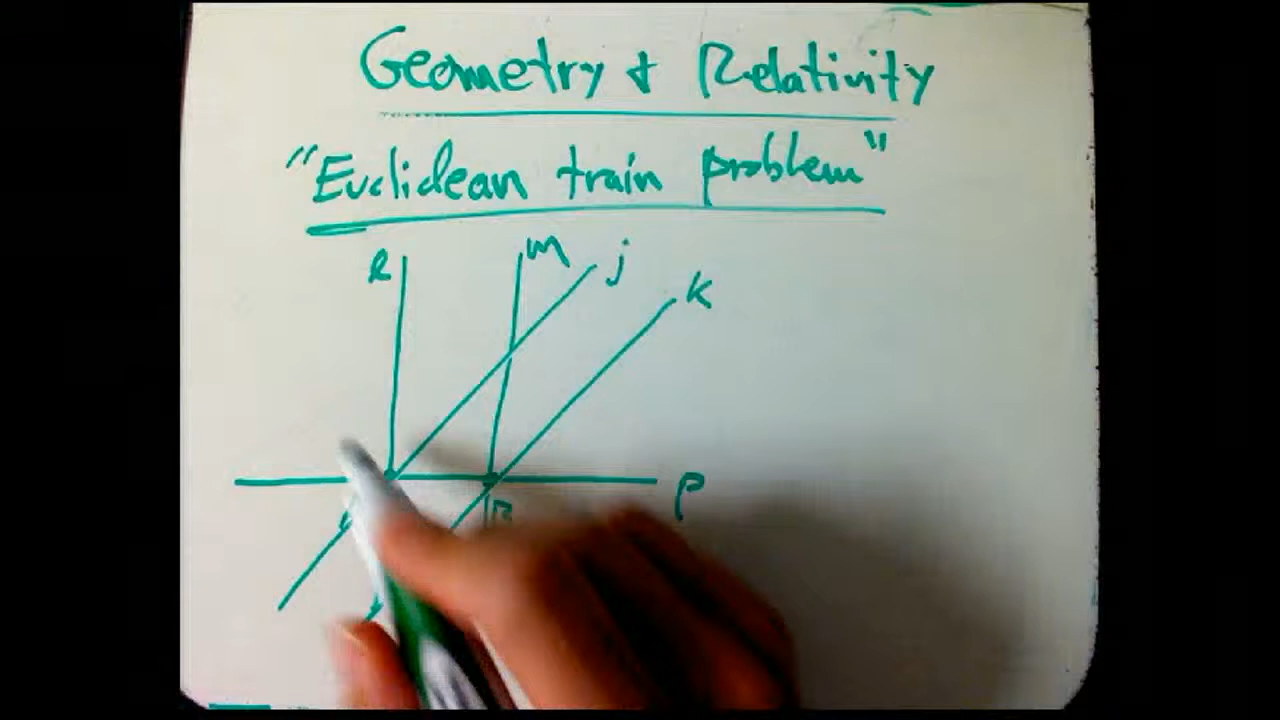 Geometry & Relativity
"Euclidean train problem"
l m j k
p
B